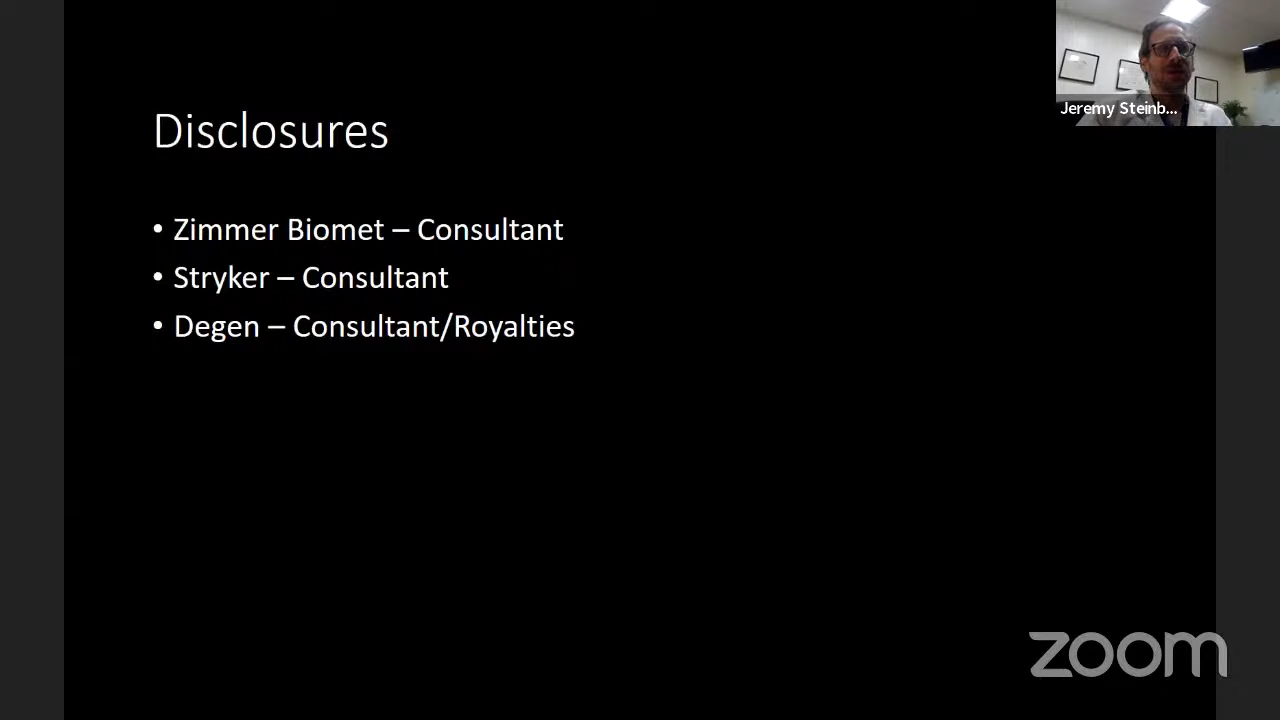 Disclosures
• Zimmer Biomet – Consultant
• Stryker – Consultant
• Degen – Consultant/Royalties
Jeremy Steinb...
zoom